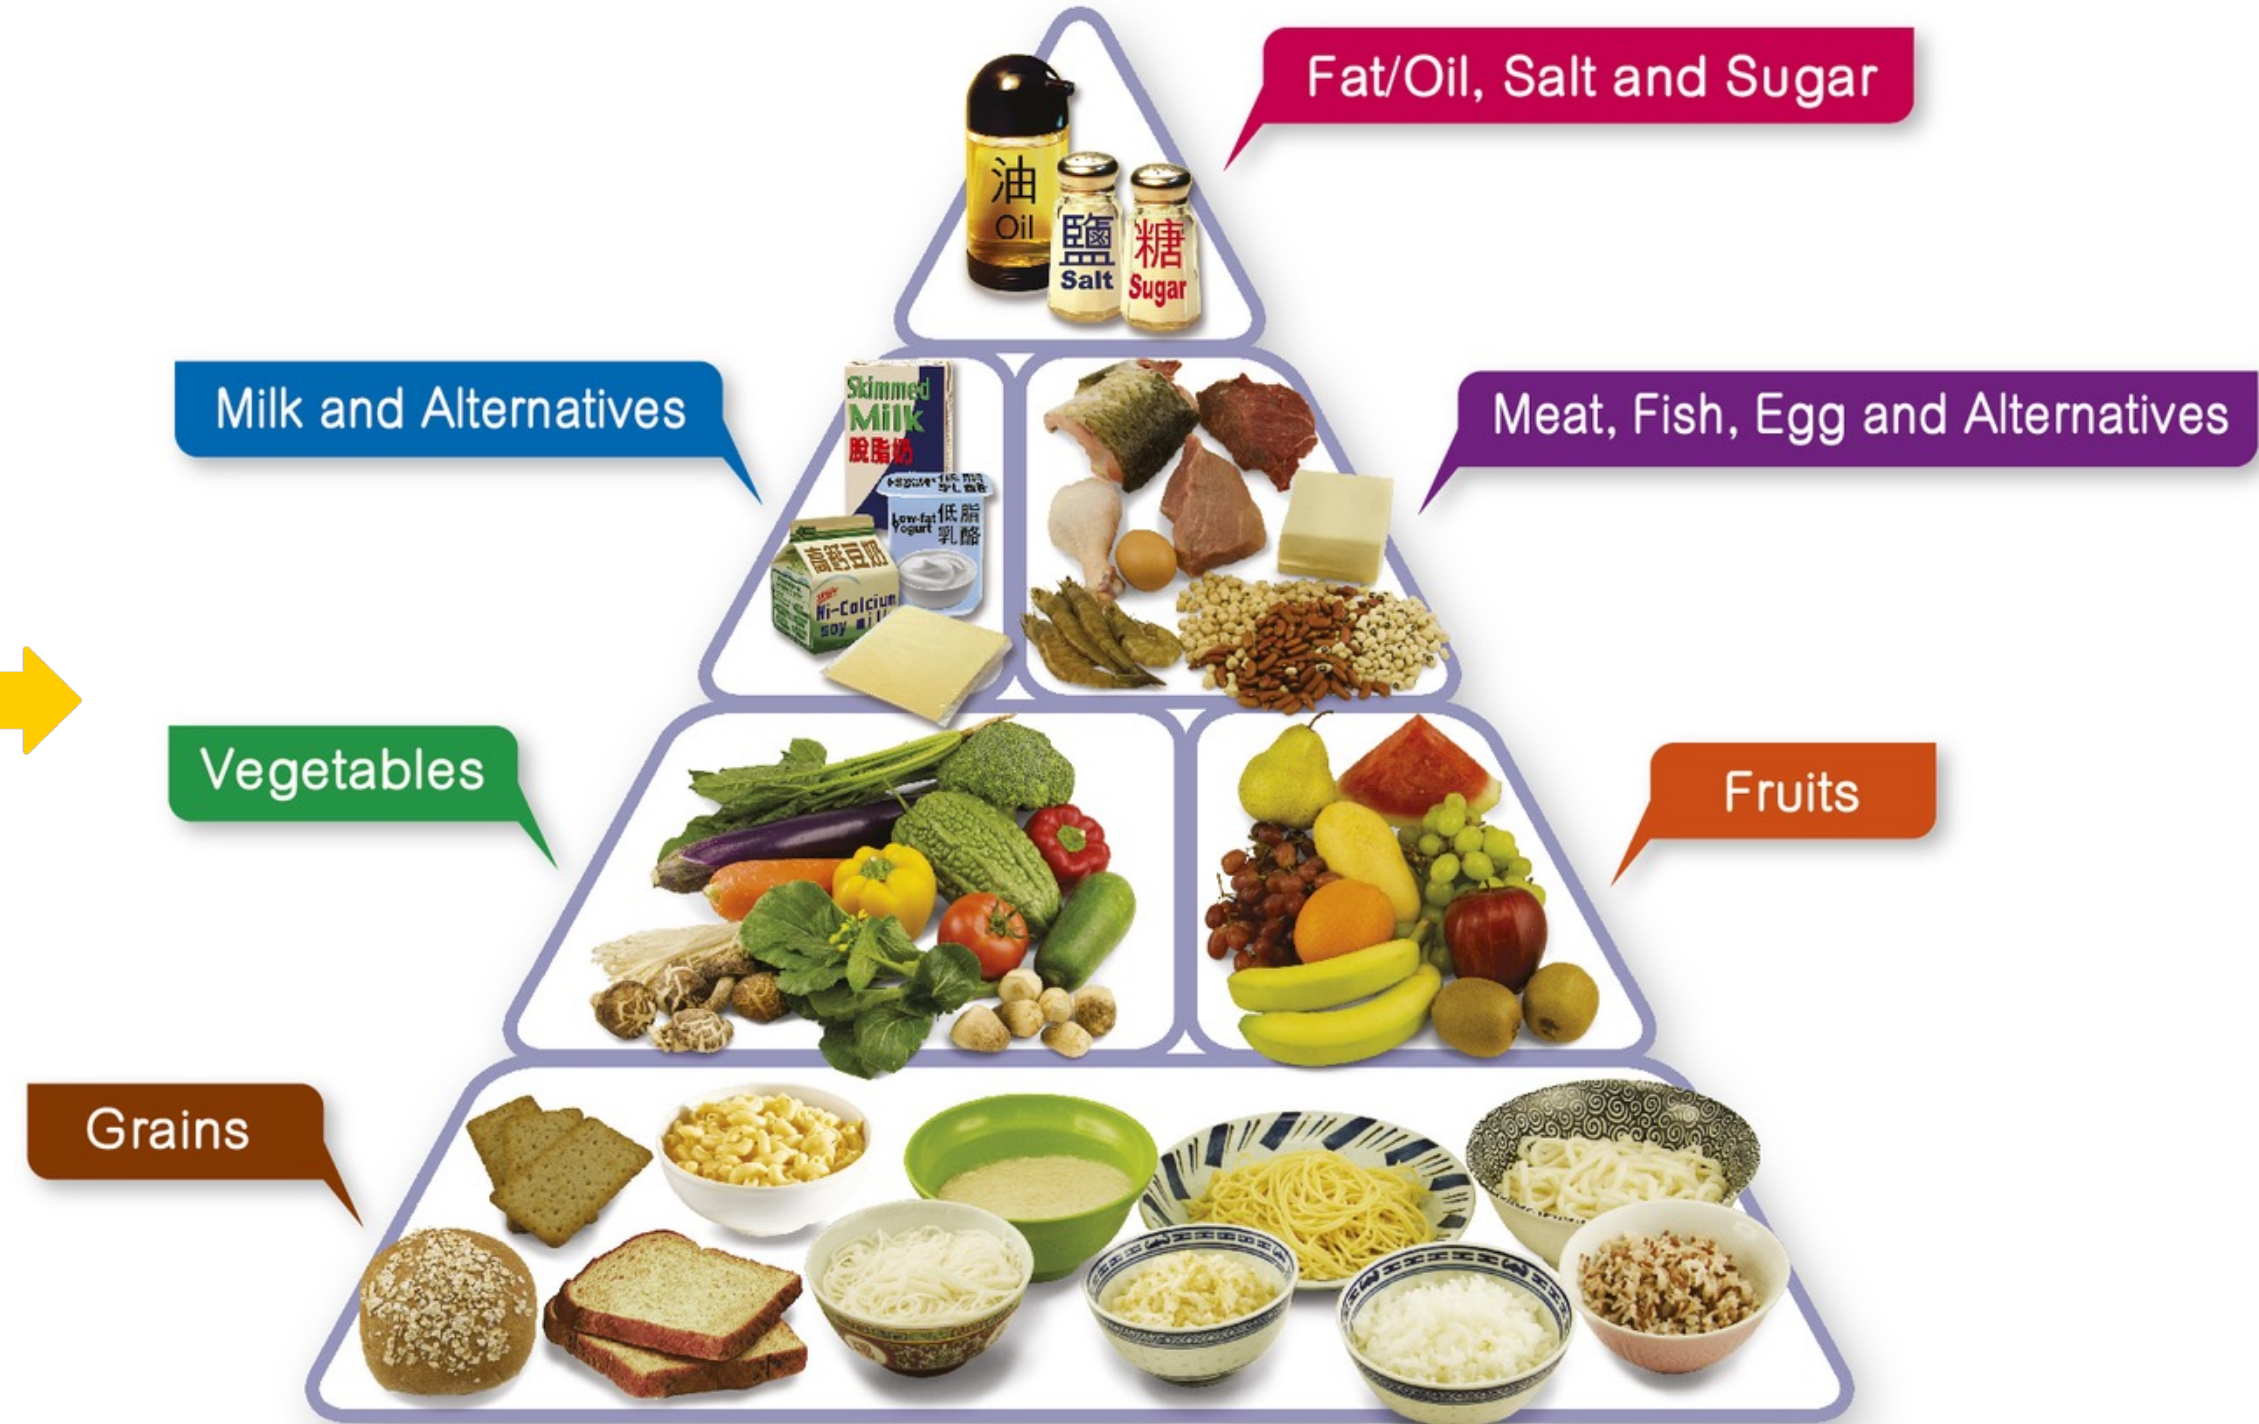 Fat/Oil, Salt and Sugar
油
Oil
鹽
Salt
糖
Sugar
Milk and Alternatives
Skimmed
Milk
脫脂奶
Low-fat
Yogurt
低脂
乳酪
高鈣豆奶
Hi-Calcium
soy milk
Meat, Fish, Egg and Alternatives
Vegetables
Fruits
Grains